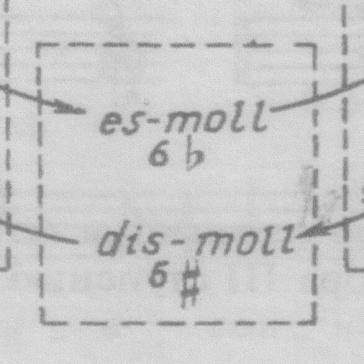 es-moll
6 ♭
dis-moll
6 ♯